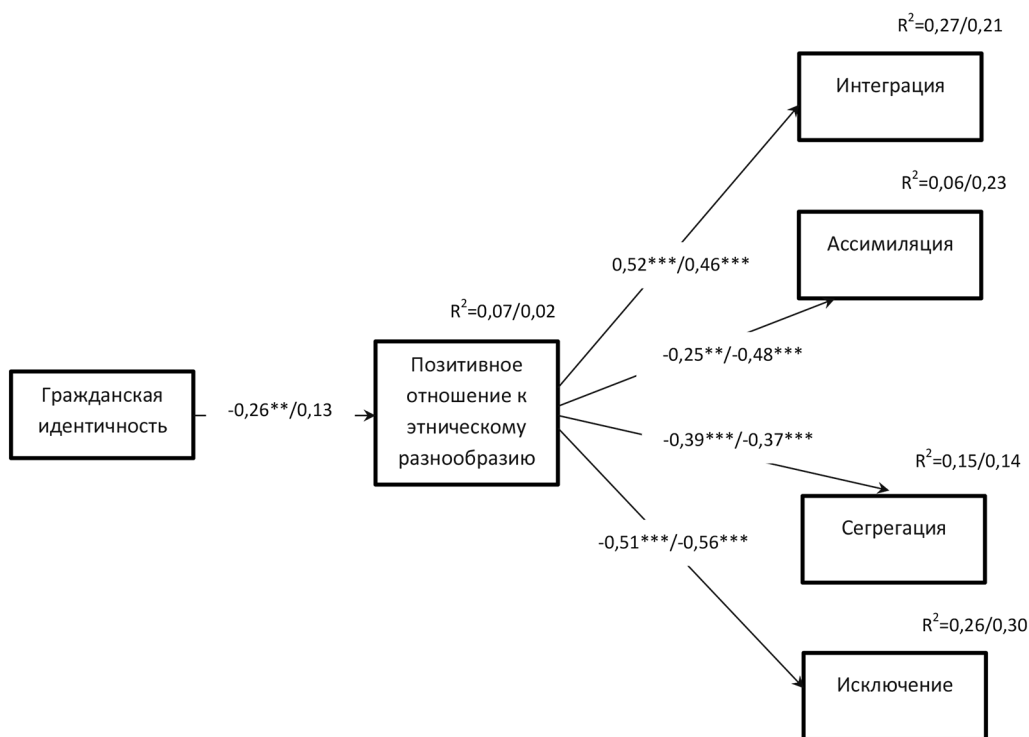 R²=0,27/0,21
Интеграция
R²=0,06/0,23
Ассимиляция
0,52***/0,46***
R²=0,07/0,02
Позитивное
отношение к
этническому
разнообразию
-0,25**/-0,48***
Гражданская
идентичность
-0,26**/0,13
-0,39***/-0,37***
R²=0,15/0,14
Сегрегация
-0,51***/-0,56***
R²=0,26/0,30
Исключение